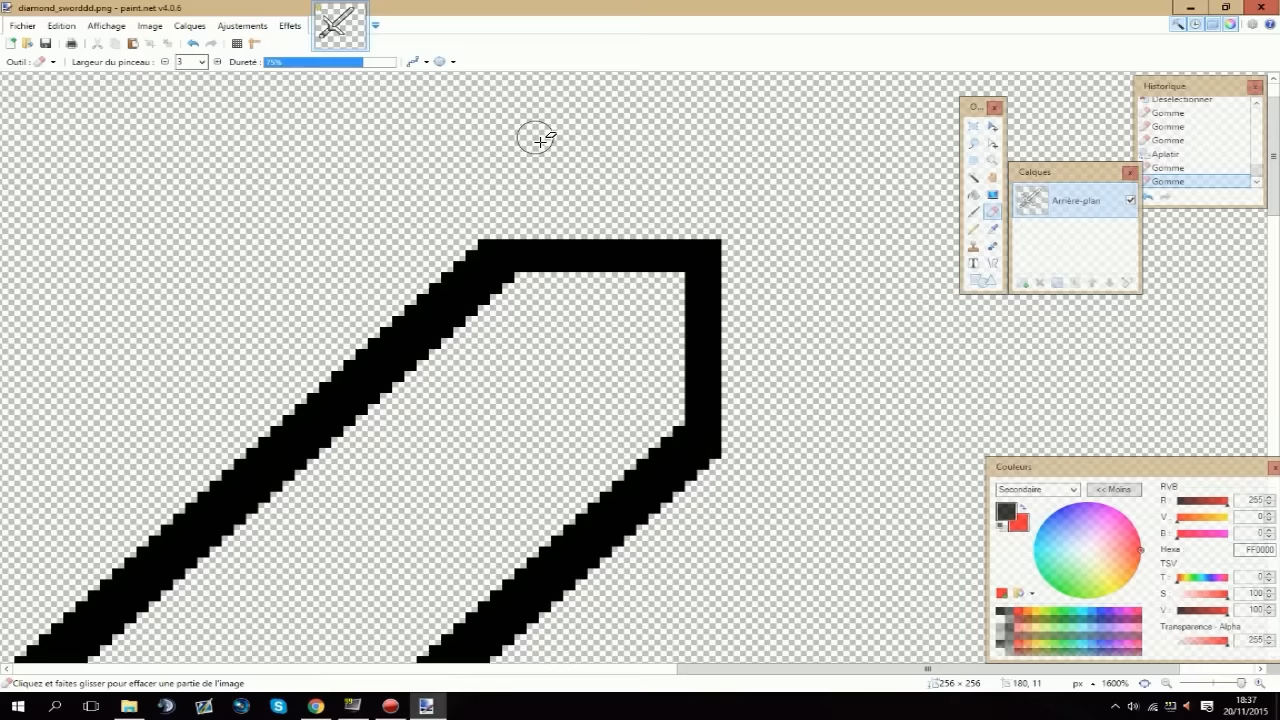 diamond_sworddd.png - paint.net v4.0.6
Fichier Edition Affichage Image Calques Ajustements Effets
Outil : Largeur du pinceau : 3 Dureté : 75%
O...
Historique
Déselectionner
Gomme
Gomme
Gomme
Aplatir
Gomme
Gomme
Calques
Arrière-plan
Couleurs
Secondaire << Moins
RVB
R : 255
V : 0
B : 0
Hexa FF0000
TSV
T : 0
S : 100
V : 100
Transparence - Alpha
255
Cliquez et faites glisser pour effacer une partie de l'image
256 × 256 180, 11 px 1600%
18:37
20/11/2015